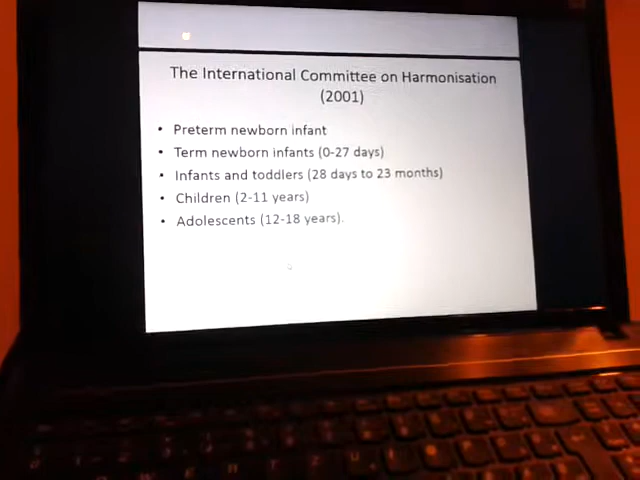 The International Committee on Harmonisation
(2001)
• Preterm newborn infant
• Term newborn infants (0-27 days)
• Infants and toddlers (28 days to 23 months)
• Children (2-11 years)
• Adolescents (12-18 years).